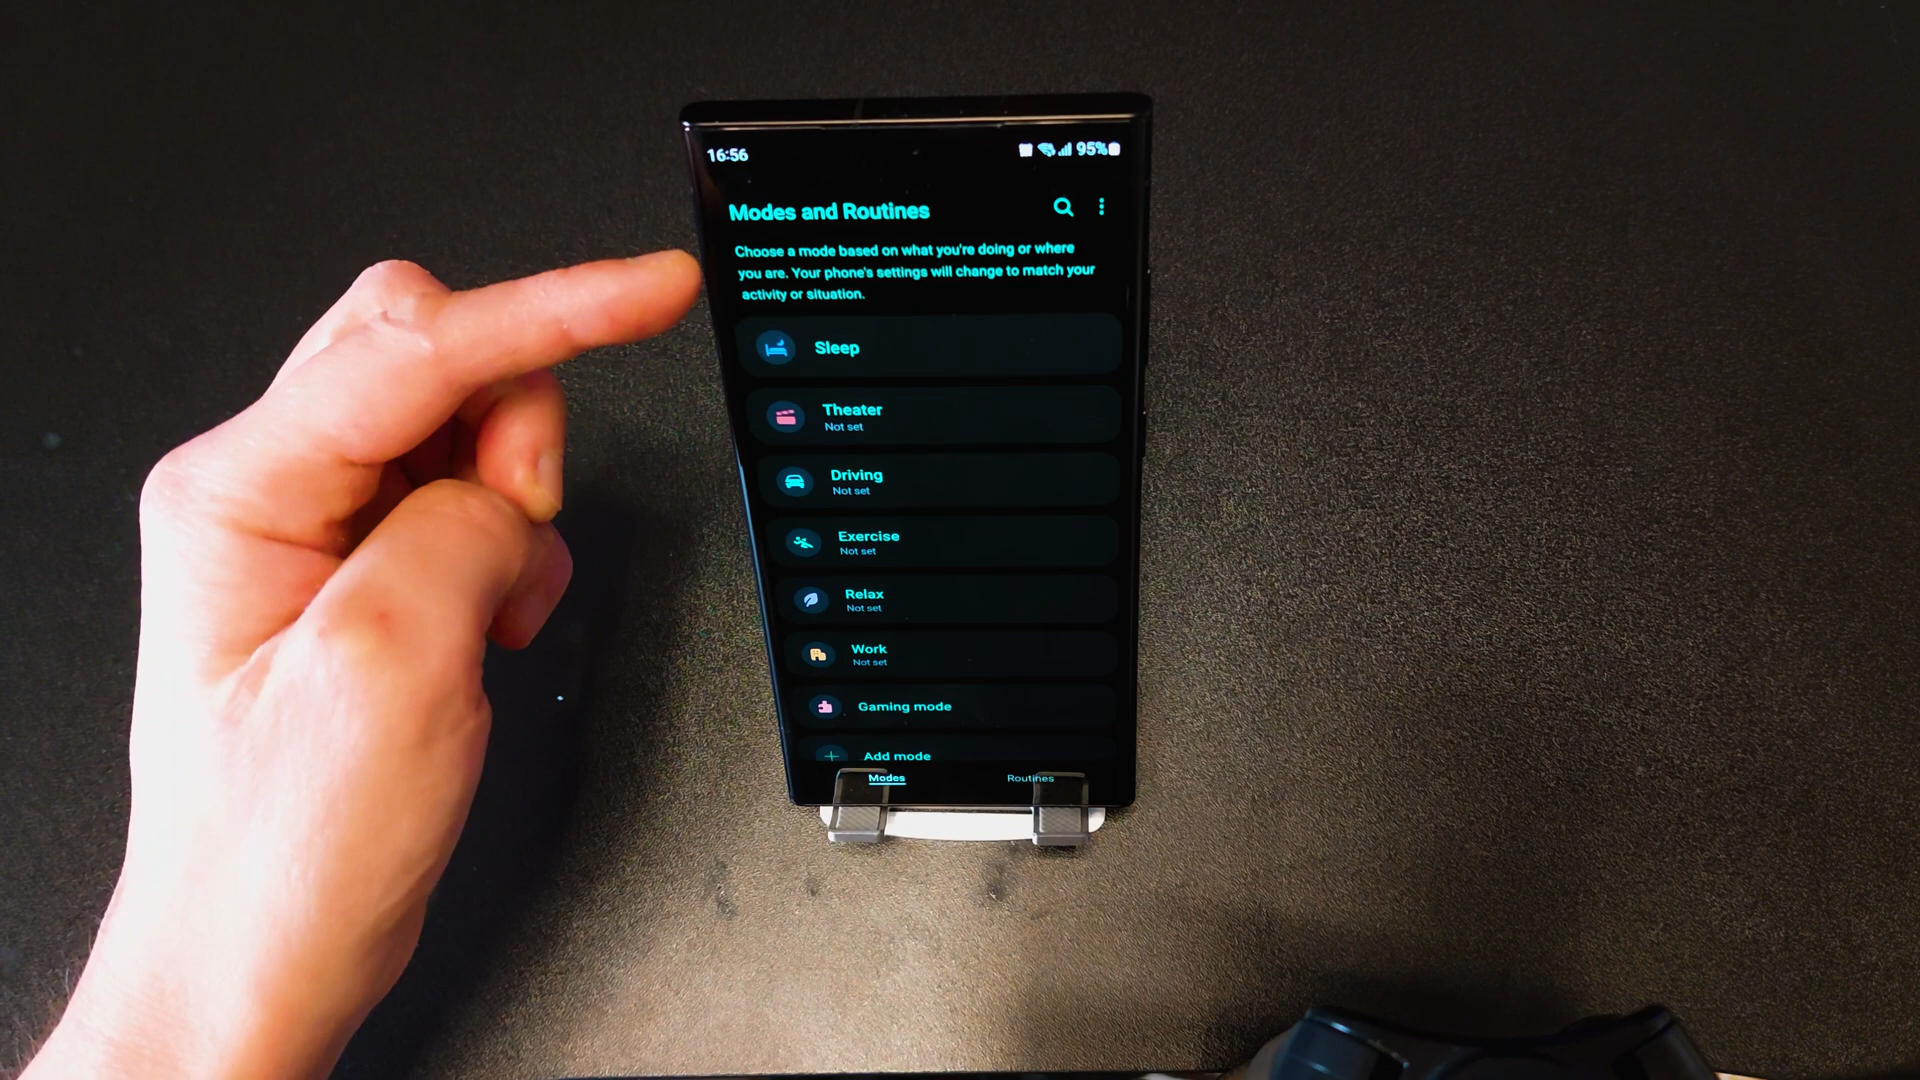 16:56 95%
Modes and Routines
Choose a mode based on what you're doing or where
you are. Your phone's settings will change to match your
activity or situation.
Sleep
Theater
Not set
Driving
Not set
Exercise
Not set
Relax
Not set
Work
Not set
Gaming mode
Add mode
Modes Routines